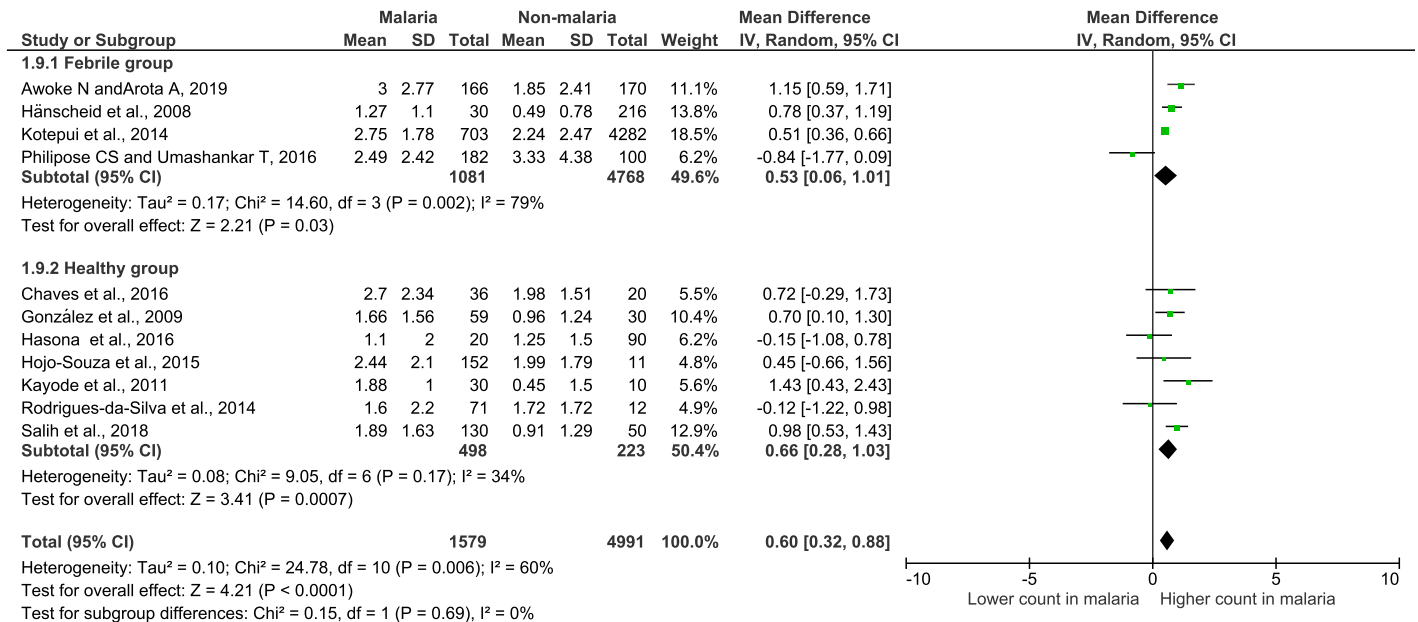 Malaria Non-malaria Mean Difference Mean Difference
Study or Subgroup Mean SD Total Mean SD Total Weight IV, Random, 95% CI IV, Random, 95% CI
1.9.1 Febrile group
Awoke N andArota A, 2019 3 2.77 166 1.85 2.41 170 11.1% 1.15 [0.59, 1.71]
Hänscheid et al., 2008 1.27 1.1 30 0.49 0.78 216 13.8% 0.78 [0.37, 1.19]
Kotepui et al., 2014 2.75 1.78 703 2.24 2.47 4282 18.5% 0.51 [0.36, 0.66]
Philipose CS and Umashankar T, 2016 2.49 2.42 182 3.33 4.38 100 6.2% -0.84 [-1.77, 0.09]
Subtotal (95% CI) 1081 4768 49.6% 0.53 [0.06, 1.01]
Heterogeneity: Tau² = 0.17; Chi² = 14.60, df = 3 (P = 0.002); I² = 79%
Test for overall effect: Z = 2.21 (P = 0.03)
1.9.2 Healthy group
Chaves et al., 2016 2.7 2.34 36 1.98 1.51 20 5.5% 0.72 [-0.29, 1.73]
González et al., 2009 1.66 1.56 59 0.96 1.24 30 10.4% 0.70 [0.10, 1.30]
Hasona et al., 2016 1.1 2 20 1.25 1.5 90 6.2% -0.15 [-1.08, 0.78]
Hojo-Souza et al., 2015 2.44 2.1 152 1.99 1.79 11 4.8% 0.45 [-0.66, 1.56]
Kayode et al., 2011 1.88 1 30 0.45 1.5 10 5.6% 1.43 [0.43, 2.43]
Rodrigues-da-Silva et al., 2014 1.6 2.2 71 1.72 1.72 12 4.9% -0.12 [-1.22, 0.98]
Salih et al., 2018 1.89 1.63 130 0.91 1.29 50 12.9% 0.98 [0.53, 1.43]
Subtotal (95% CI) 498 223 50.4% 0.66 [0.28, 1.03]
Heterogeneity: Tau² = 0.08; Chi² = 9.05, df = 6 (P = 0.17); I² = 34%
Test for overall effect: Z = 3.41 (P = 0.0007)
Total (95% CI) 1579 4991 100.0% 0.60 [0.32, 0.88]
Heterogeneity: Tau² = 0.10; Chi² = 24.78, df = 10 (P = 0.006); I² = 60%
Test for overall effect: Z = 4.21 (P < 0.0001)
Test for subgroup differences: Chi² = 0.15, df = 1 (P = 0.69), I² = 0%
-10 -5 0 5 10
Lower count in malaria Higher count in malaria